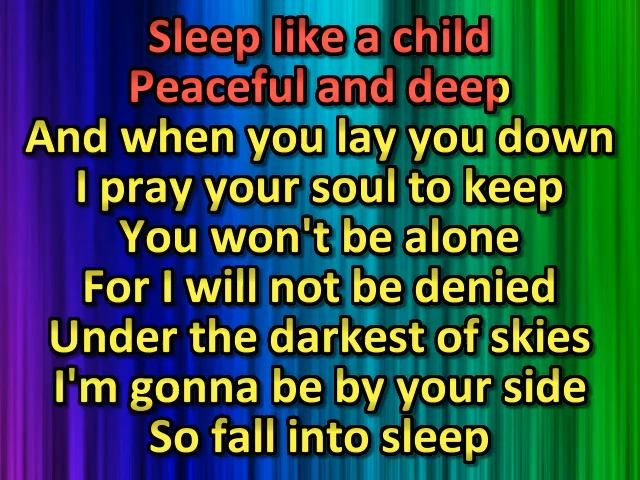 Sleep like a child
Peaceful and deep
And when you lay you down
I pray your soul to keep
You won't be alone
For I will not be denied
Under the darkest of skies
I'm gonna be by your side
So fall into sleep